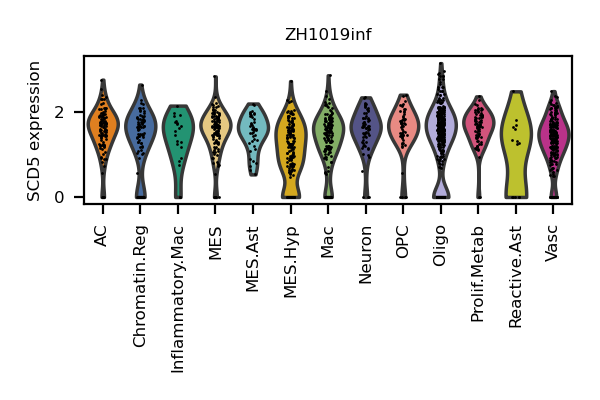 ZH1019inf
SCD5 expression
2
0
AC
Chromatin.Reg
Inflammatory.Mac
MES
MES.Ast
MES.Hyp
Mac
Neuron
OPC
Oligo
Prolif.Metab
Reactive.Ast
Vasc